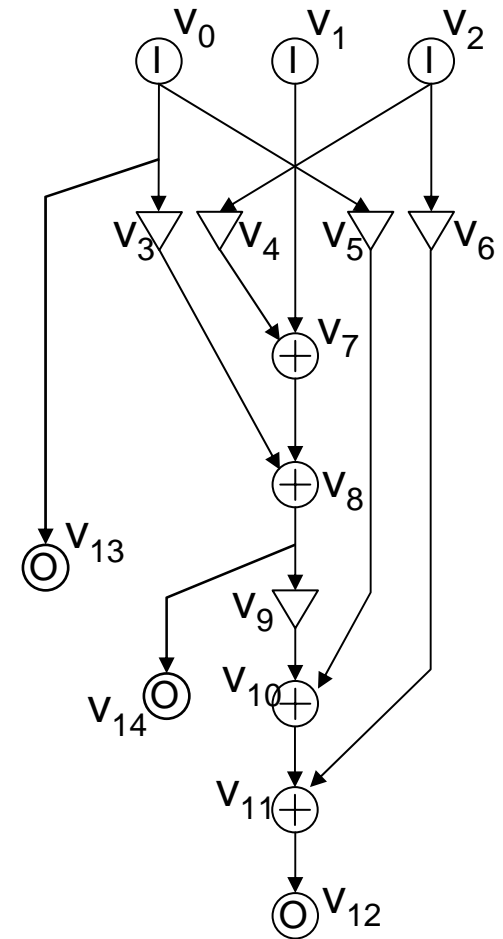 v0 v1 v2
I I I
v3 v4 v5 v6
+ v7
+ v8
O v13
v9
v14 O
v10 +
v11 +
O v12